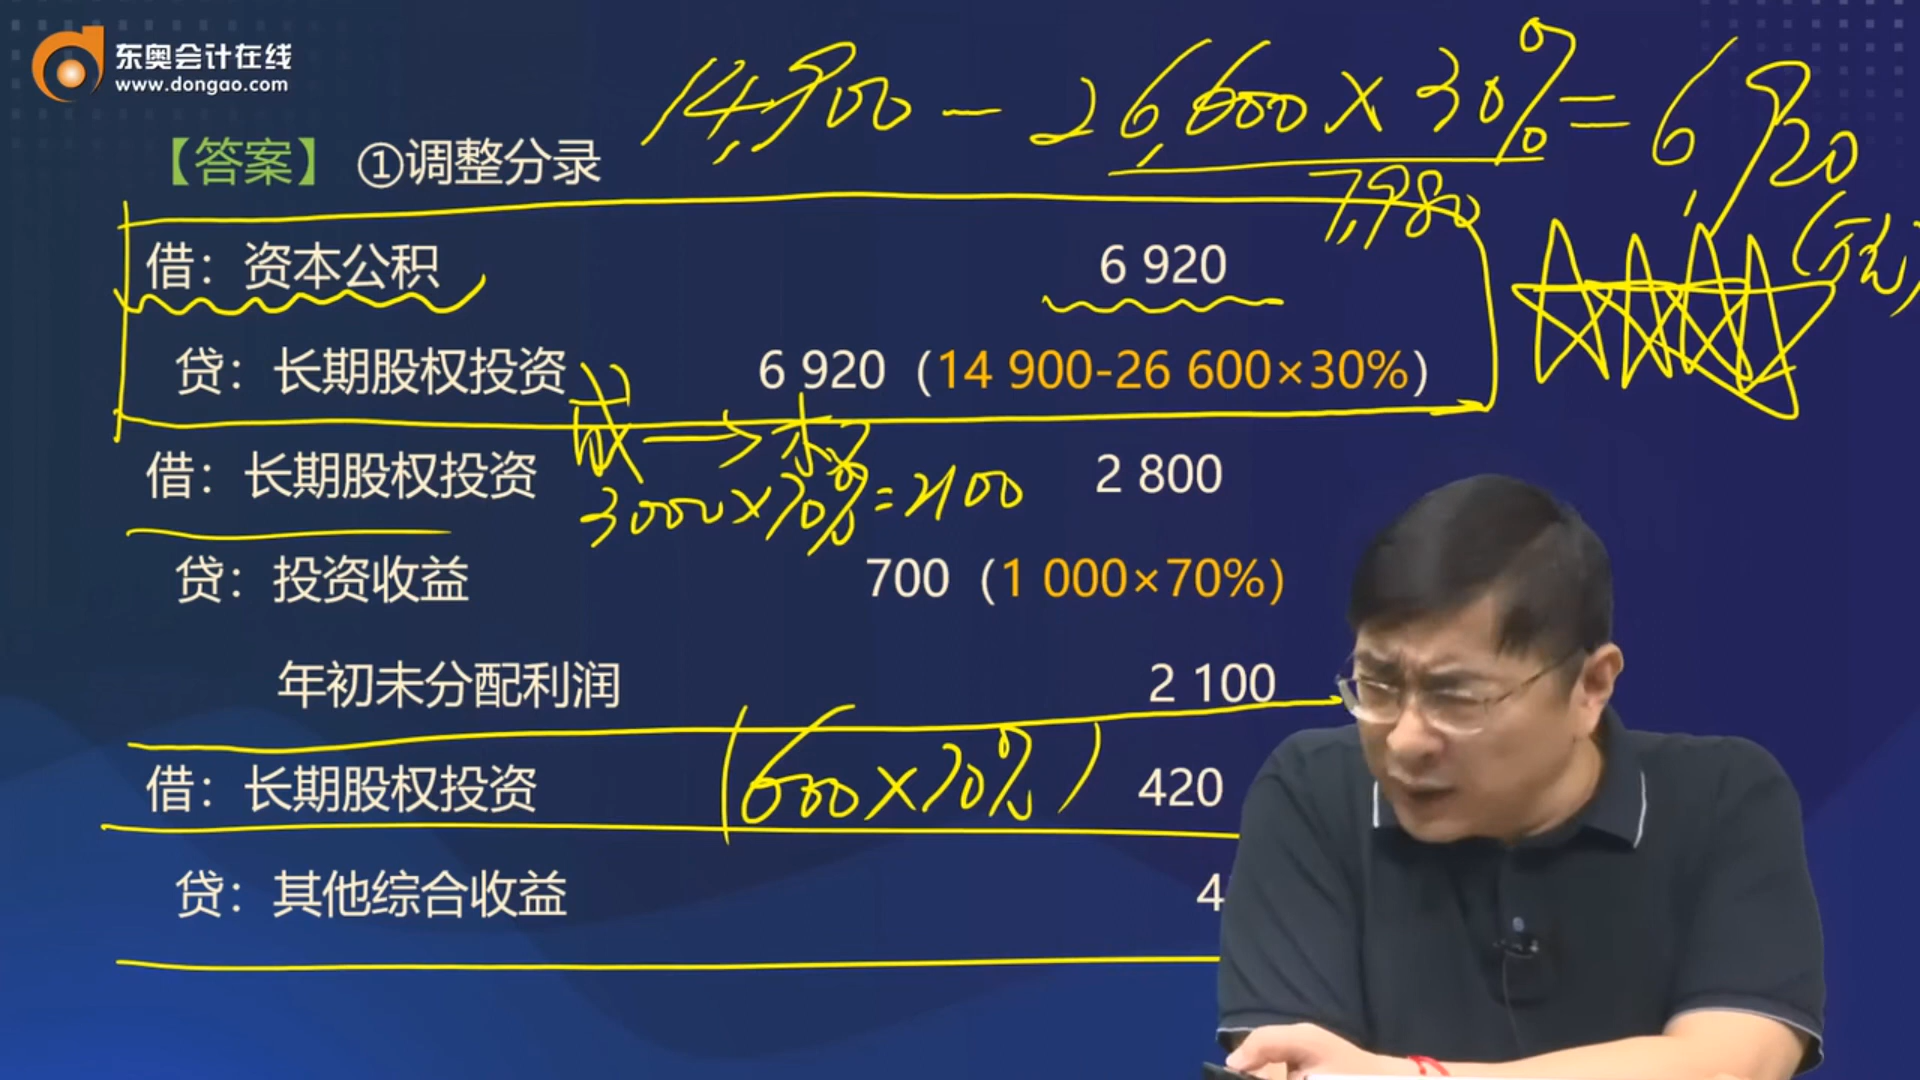 东奥会计在线
www.dongao.com
14,900 - 26,600 × 30% = 6,920
7,980
(万元)
【答案】 ①调整分录
借：资本公积 6 920
贷：长期股权投资 6 920（14 900-26 600×30%）
成 → 权
3000×70%=2100
借：长期股权投资 2 800
贷：投资收益 700（1 000×70%）
年初未分配利润 2 100
借：长期股权投资 (600×70%) 420
贷：其他综合收益 4